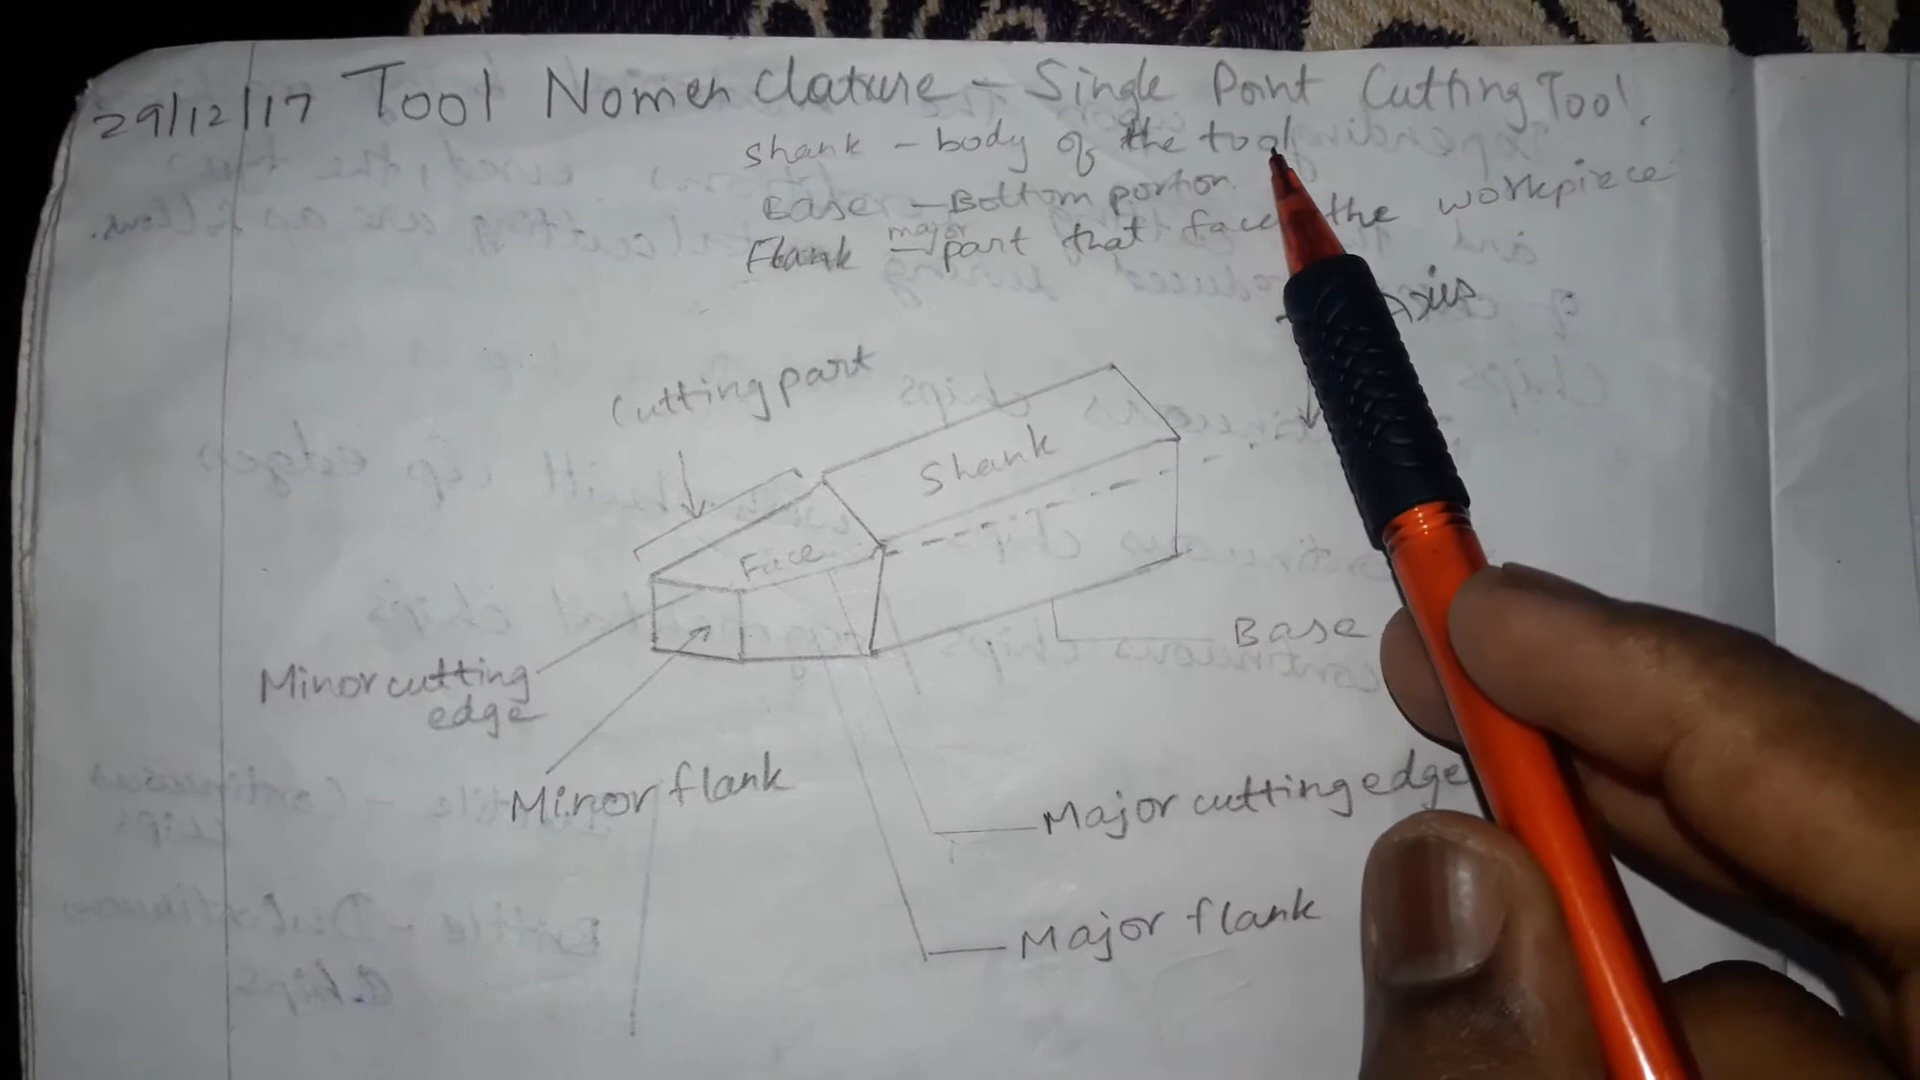 29/12/17 Tool Nomenclature - Single Point Cutting Tool.
Shank - body of the tool
Base - Bottom portion.
Flank - major part that face the workpiece
Axis
Cutting part
Shank
Face
Base
Minor cutting
edge
Minor flank
Major cutting edge
Major flank